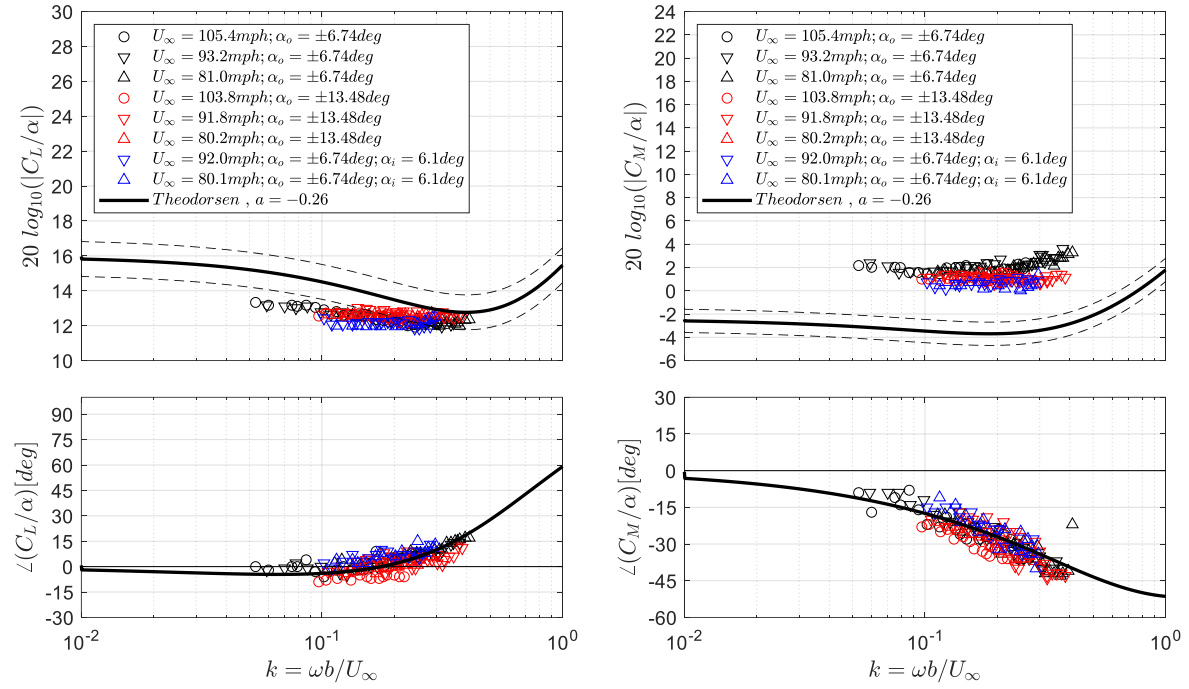 20 log10(|CL/α|)
30
28
26
24
22
20
18
16
14
12
10
U∞ = 105.4mph; αo = ±6.74deg
U∞ = 93.2mph; αo = ±6.74deg
U∞ = 81.0mph; αo = ±6.74deg
U∞ = 103.8mph; αo = ±13.48deg
U∞ = 91.8mph; αo = ±13.48deg
U∞ = 80.2mph; αo = ±13.48deg
U∞ = 92.0mph; αo = ±6.74deg; αi = 6.1deg
U∞ = 80.1mph; αo = ±6.74deg; αi = 6.1deg
Theodorsen , a = −0.26
20 log10(|CM/α|)
24
22
20
18
16
14
12
10
8
6
4
2
0
-2
-4
-6
U∞ = 105.4mph; αo = ±6.74deg
U∞ = 93.2mph; αo = ±6.74deg
U∞ = 81.0mph; αo = ±6.74deg
U∞ = 103.8mph; αo = ±13.48deg
U∞ = 91.8mph; αo = ±13.48deg
U∞ = 80.2mph; αo = ±13.48deg
U∞ = 92.0mph; αo = ±6.74deg; αi = 6.1deg
U∞ = 80.1mph; αo = ±6.74deg; αi = 6.1deg
Theodorsen , a = −0.26
∠(CL/α)[deg]
90
75
60
45
30
15
0
-15
-30
10^-2
10^-1
10^0
k = ωb/U∞
∠(CM/α)[deg]
30
15
0
-15
-30
-45
-60
10^-2
10^-1
10^0
k = ωb/U∞